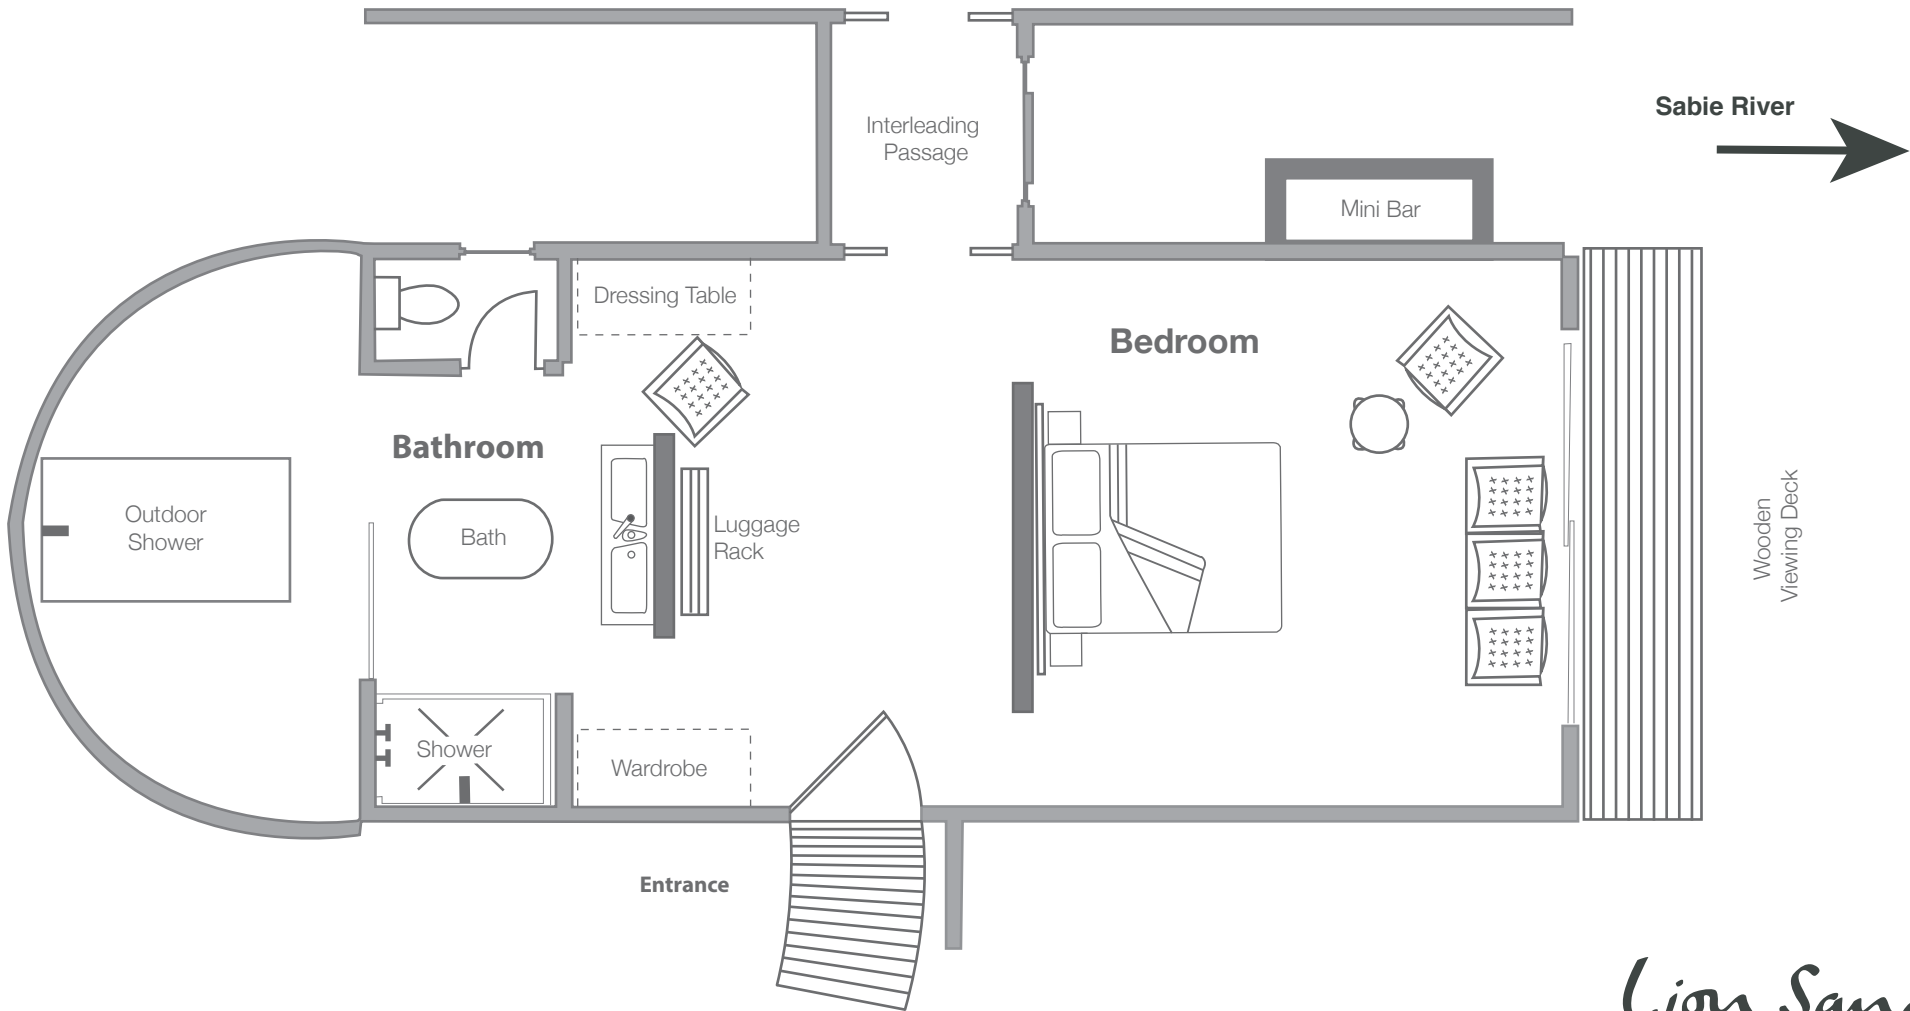 Sabie River
Interleading
Passage
Mini Bar
Dressing Table
Bedroom
Bathroom
Outdoor
Shower
Bath
Luggage
Rack
Wooden
Viewing Deck
Shower
Wardrobe
Entrance
Lion